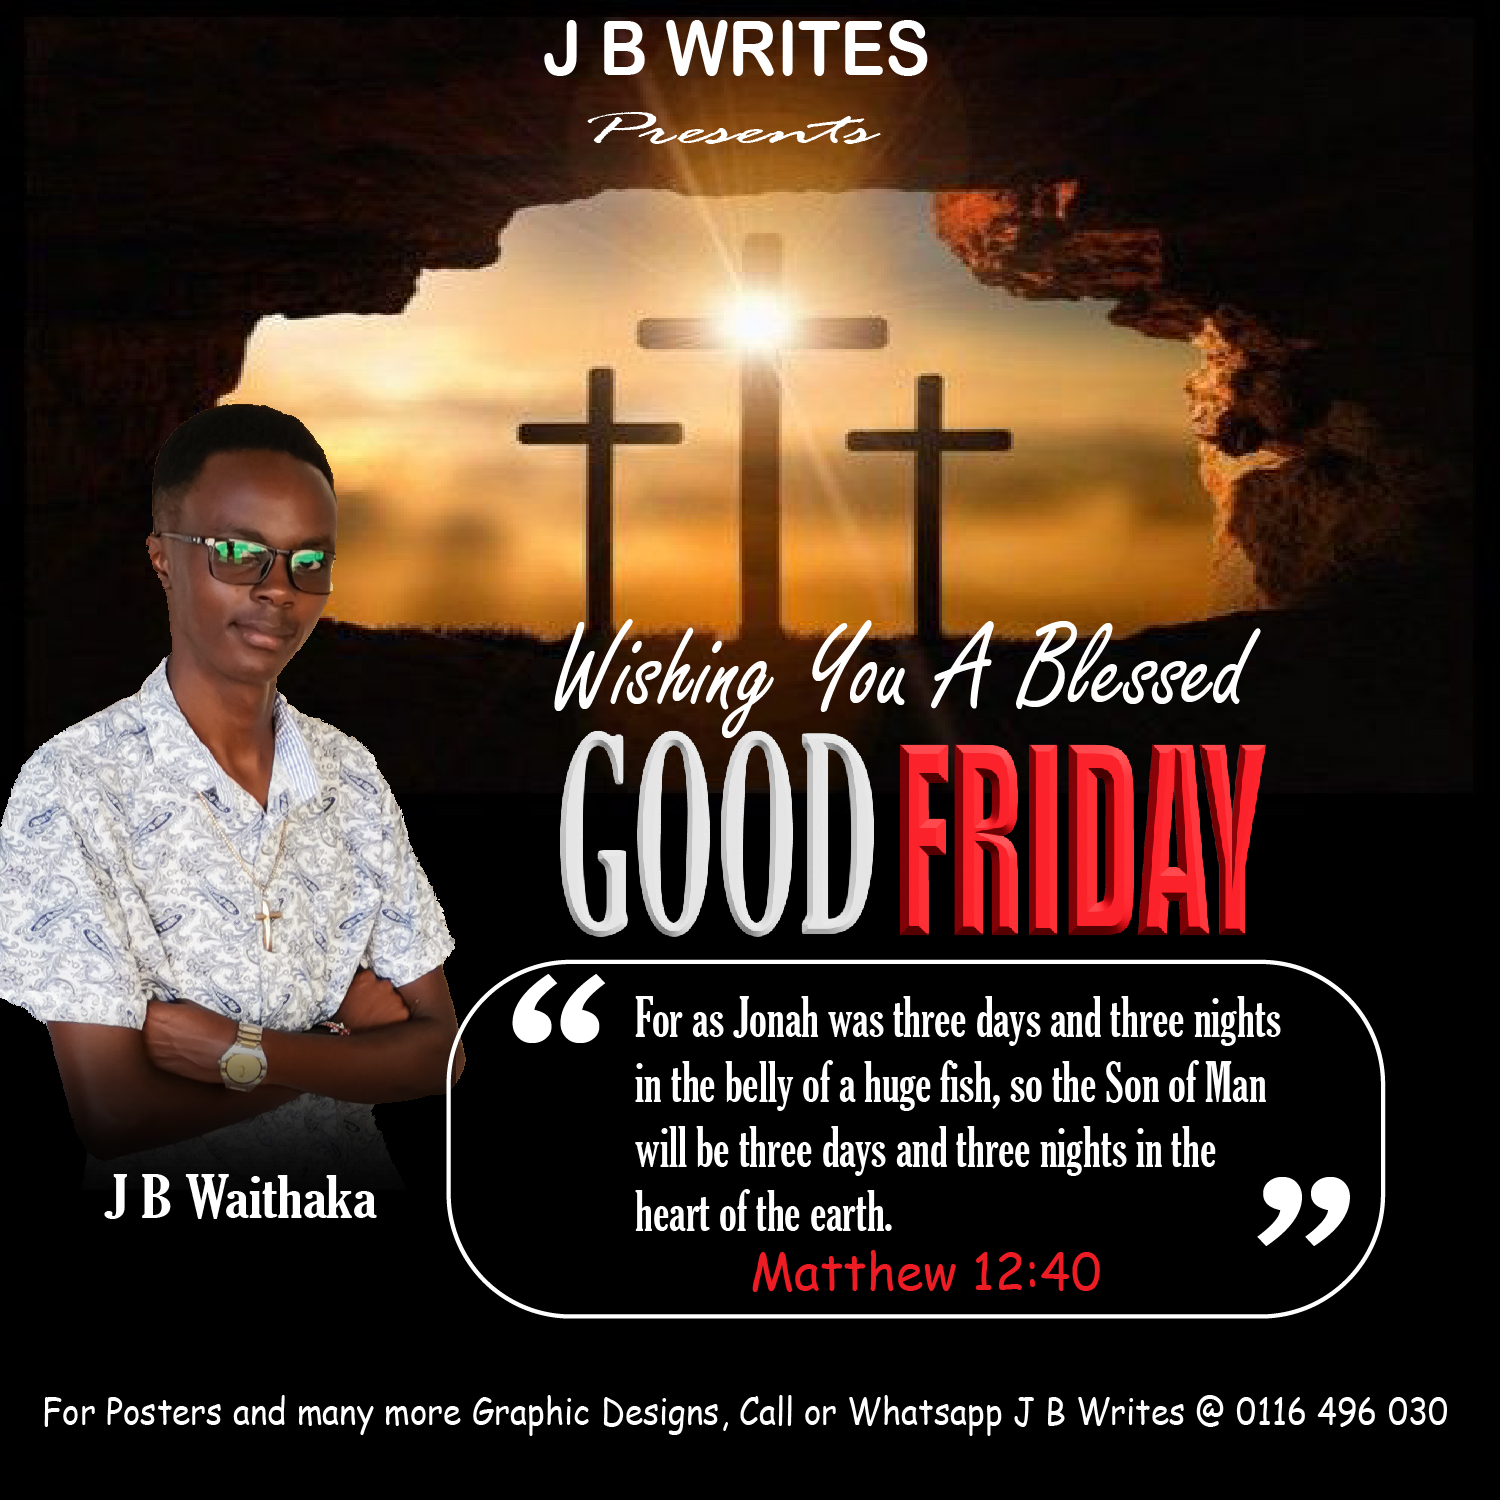 J B WRITES
Presents
Wishing You A Blessed
GOOD FRIDAY
“ For as Jonah was three days and three nights
in the belly of a huge fish, so the Son of Man
will be three days and three nights in the
heart of the earth. ”
Matthew 12:40
J B Waithaka
For Posters and many more Graphic Designs, Call or Whatsapp J B Writes @ 0116 496 030